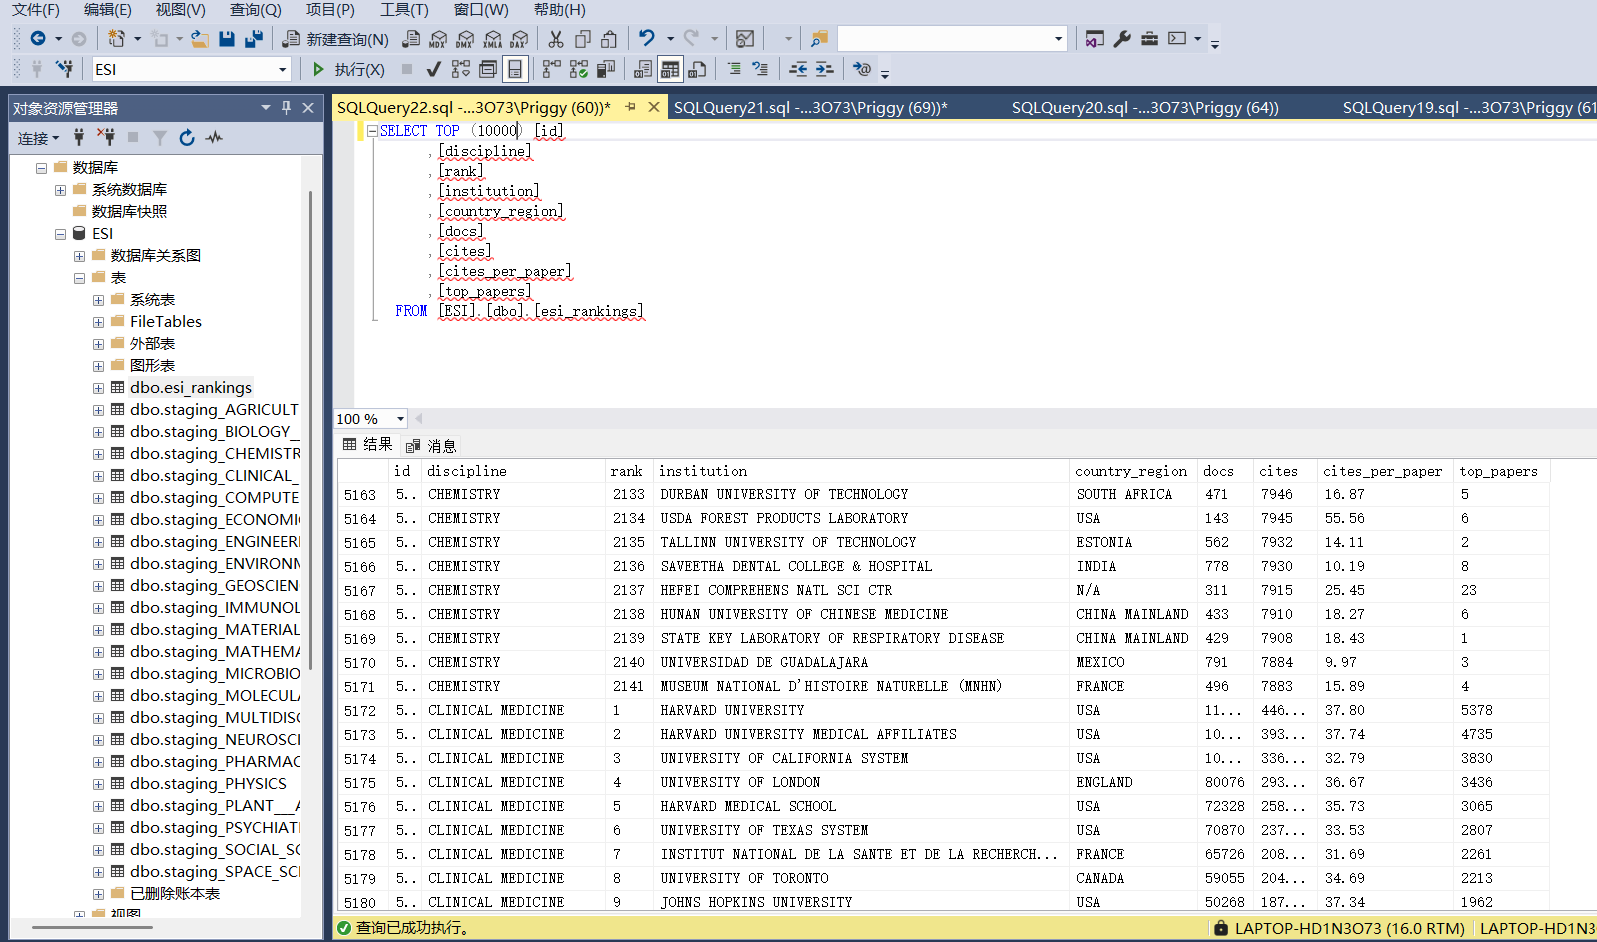 文件(F) 编辑(E) 视图(V) 查询(Q) 项目(P) 工具(T) 窗口(W) 帮助(H)
新建查询(N) MDX DMX XMLA DAX
ESI 执行(X)
对象资源管理器
连接
数据库
系统数据库
数据库快照
ESI
数据库关系图
表
系统表
FileTables
外部表
图形表
dbo.esi_rankings
dbo.staging_AGRICULT
dbo.staging_BIOLOGY_
dbo.staging_CHEMISTR
dbo.staging_CLINICAL_
dbo.staging_COMPUTE
dbo.staging_ECONOMI
dbo.staging_ENGINEERI
dbo.staging_ENVIRONM
dbo.staging_GEOSCIEN
dbo.staging_IMMUNOL
dbo.staging_MATERIAL
dbo.staging_MATHEMA
dbo.staging_MICROBIO
dbo.staging_MOLECULA
dbo.staging_MULTIDISC
dbo.staging_NEUROSCI
dbo.staging_PHARMAC
dbo.staging_PHYSICS
dbo.staging_PLANT___A
dbo.staging_PSYCHIATI
dbo.staging_SOCIAL_SC
dbo.staging_SPACE_SCI
已删除账本表
视图
SQLQuery22.sql -...3O73\Priggy (60))* SQLQuery21.sql -...3O73\Priggy (69))* SQLQuery20.sql -...3O73\Priggy (64)) SQLQuery19.sql -...3O73\Priggy (61
SELECT TOP (10000) [id]
,[discipline]
,[rank]
,[institution]
,[country_region]
,[docs]
,[cites]
,[cites_per_paper]
,[top_papers]
FROM [ESI].[dbo].[esi_rankings]
100 %
结果 消息
id discipline rank institution country_region docs cites cites_per_paper top_papers
5163 5.. CHEMISTRY 2133 DURBAN UNIVERSITY OF TECHNOLOGY SOUTH AFRICA 471 7946 16.87 5
5164 5.. CHEMISTRY 2134 USDA FOREST PRODUCTS LABORATORY USA 143 7945 55.56 6
5165 5.. CHEMISTRY 2135 TALLINN UNIVERSITY OF TECHNOLOGY ESTONIA 562 7932 14.11 2
5166 5.. CHEMISTRY 2136 SAVEETHA DENTAL COLLEGE & HOSPITAL INDIA 778 7930 10.19 8
5167 5.. CHEMISTRY 2137 HEFEI COMPREHENS NATL SCI CTR N/A 311 7915 25.45 23
5168 5.. CHEMISTRY 2138 HUNAN UNIVERSITY OF CHINESE MEDICINE CHINA MAINLAND 433 7910 18.27 6
5169 5.. CHEMISTRY 2139 STATE KEY LABORATORY OF RESPIRATORY DISEASE CHINA MAINLAND 429 7908 18.43 1
5170 5.. CHEMISTRY 2140 UNIVERSIDAD DE GUADALAJARA MEXICO 791 7884 9.97 3
5171 5.. CHEMISTRY 2141 MUSEUM NATIONAL D'HISTOIRE NATURELLE (MNHN) FRANCE 496 7883 15.89 4
5172 5.. CLINICAL MEDICINE 1 HARVARD UNIVERSITY USA 11... 446... 37.80 5378
5173 5.. CLINICAL MEDICINE 2 HARVARD UNIVERSITY MEDICAL AFFILIATES USA 10... 393... 37.74 4735
5174 5.. CLINICAL MEDICINE 3 UNIVERSITY OF CALIFORNIA SYSTEM USA 10... 336... 32.79 3830
5175 5.. CLINICAL MEDICINE 4 UNIVERSITY OF LONDON ENGLAND 80076 293... 36.67 3436
5176 5.. CLINICAL MEDICINE 5 HARVARD MEDICAL SCHOOL USA 72328 258... 35.73 3065
5177 5.. CLINICAL MEDICINE 6 UNIVERSITY OF TEXAS SYSTEM USA 70870 237... 33.53 2807
5178 5.. CLINICAL MEDICINE 7 INSTITUT NATIONAL DE LA SANTE ET DE LA RECHERCH... FRANCE 65726 208... 31.69 2261
5179 5.. CLINICAL MEDICINE 8 UNIVERSITY OF TORONTO CANADA 59055 204... 34.69 2213
5180 5.. CLINICAL MEDICINE 9 JOHNS HOPKINS UNIVERSITY USA 50268 187... 37.34 1962
查询已成功执行。 LAPTOP-HD1N3O73 (16.0 RTM) LAPTOP-HD1N3